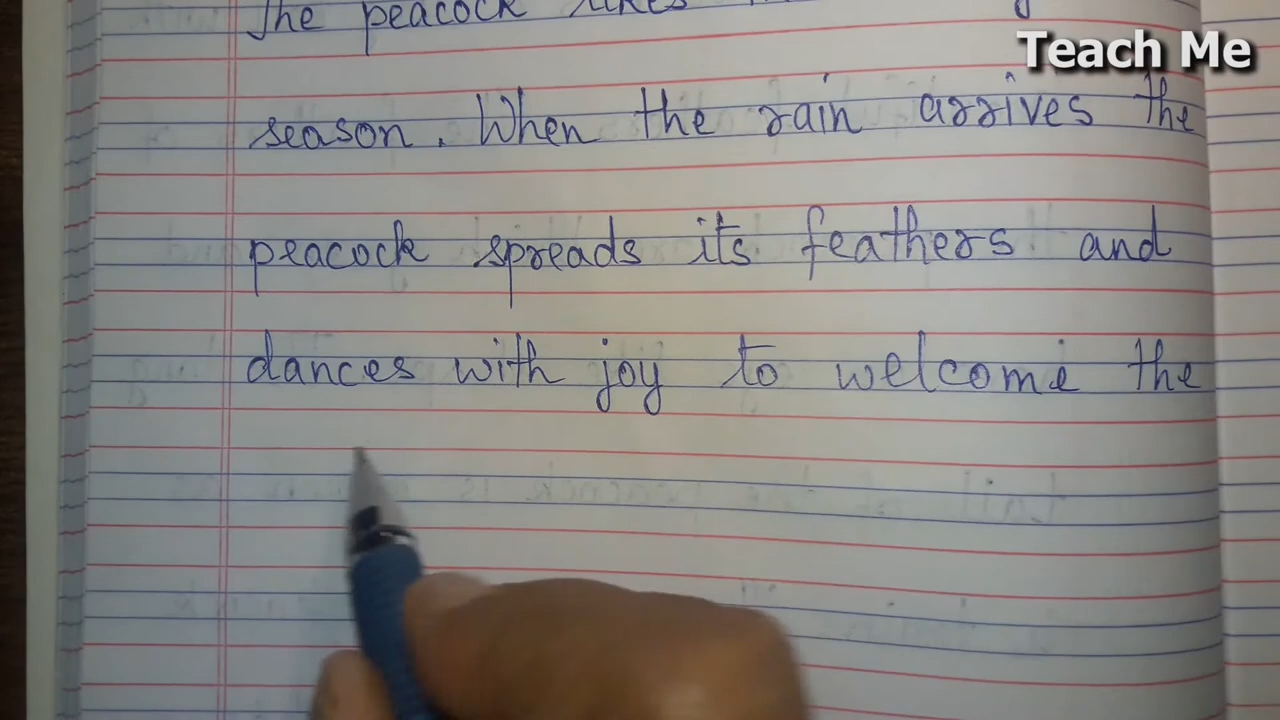 The peacock likes
Teach Me
season. When the rain arrives the
peacock spreads its feathers and
dances with joy to welcome the